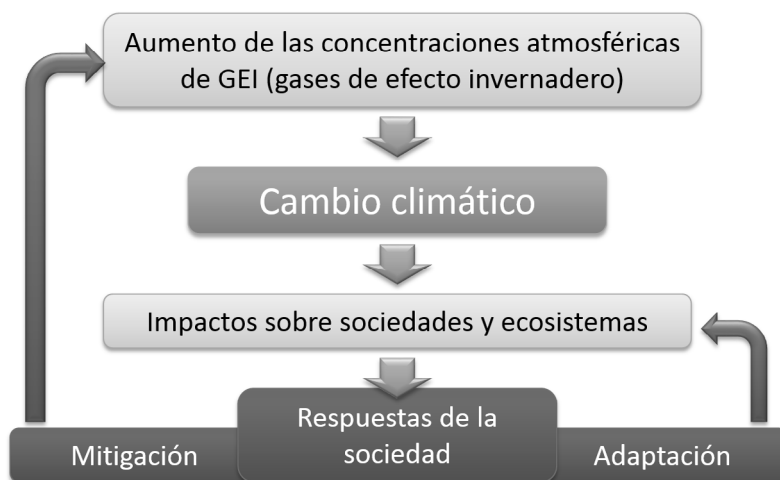 Aumento de las concentraciones atmosféricas
de GEI (gases de efecto invernadero)
Cambio climático
Impactos sobre sociedades y ecosistemas
Respuestas de la
sociedad
Mitigación
Adaptación